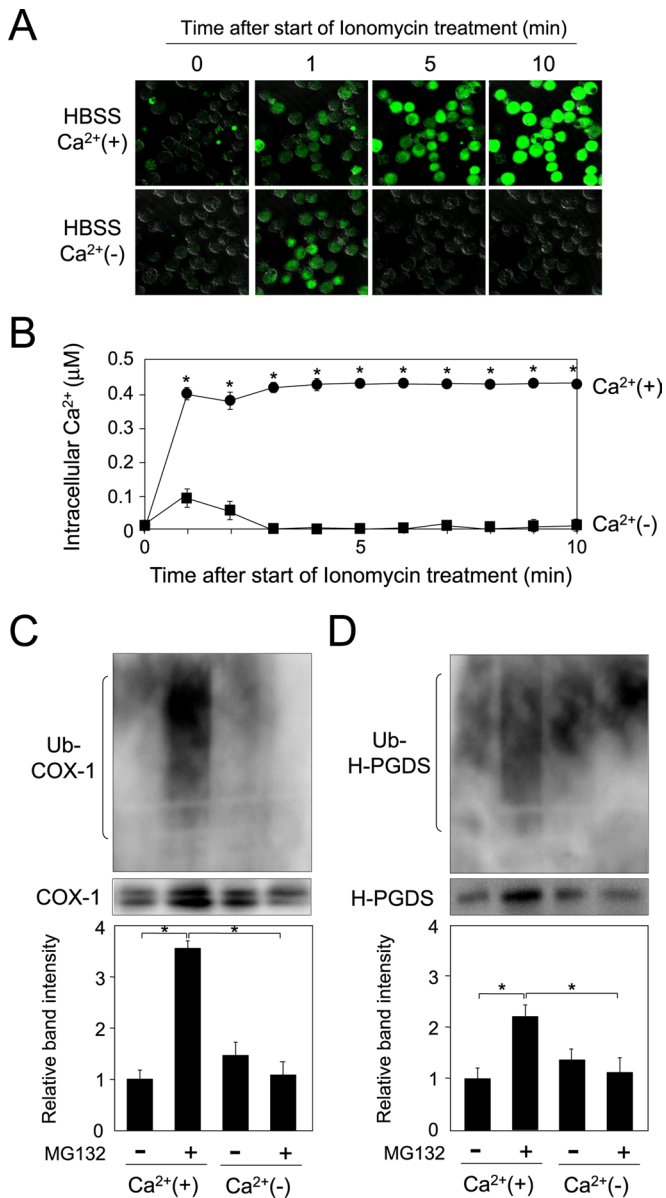 A
Time after start of Ionomycin treatment (min)
0 1 5 10
HBSS
Ca²⁺(+)
HBSS
Ca²⁺(-)
B
Intracellular Ca²⁺ (μM)
0.5
0.4
0.3
0.2
0.1
0
* * * * * * * * * *
Ca²⁺(+)
Ca²⁺(-)
0 5 10
Time after start of Ionomycin treatment (min)
C
Ub-
COX-1
COX-1
Relative band intensity
4
3
2
1
0
* *
MG132 - + - +
Ca²⁺(+) Ca²⁺(-)
D
Ub-
H-PGDS
H-PGDS
Relative band intensity
4
3
2
1
0
* *
MG132 - + - +
Ca²⁺(+) Ca²⁺(-)